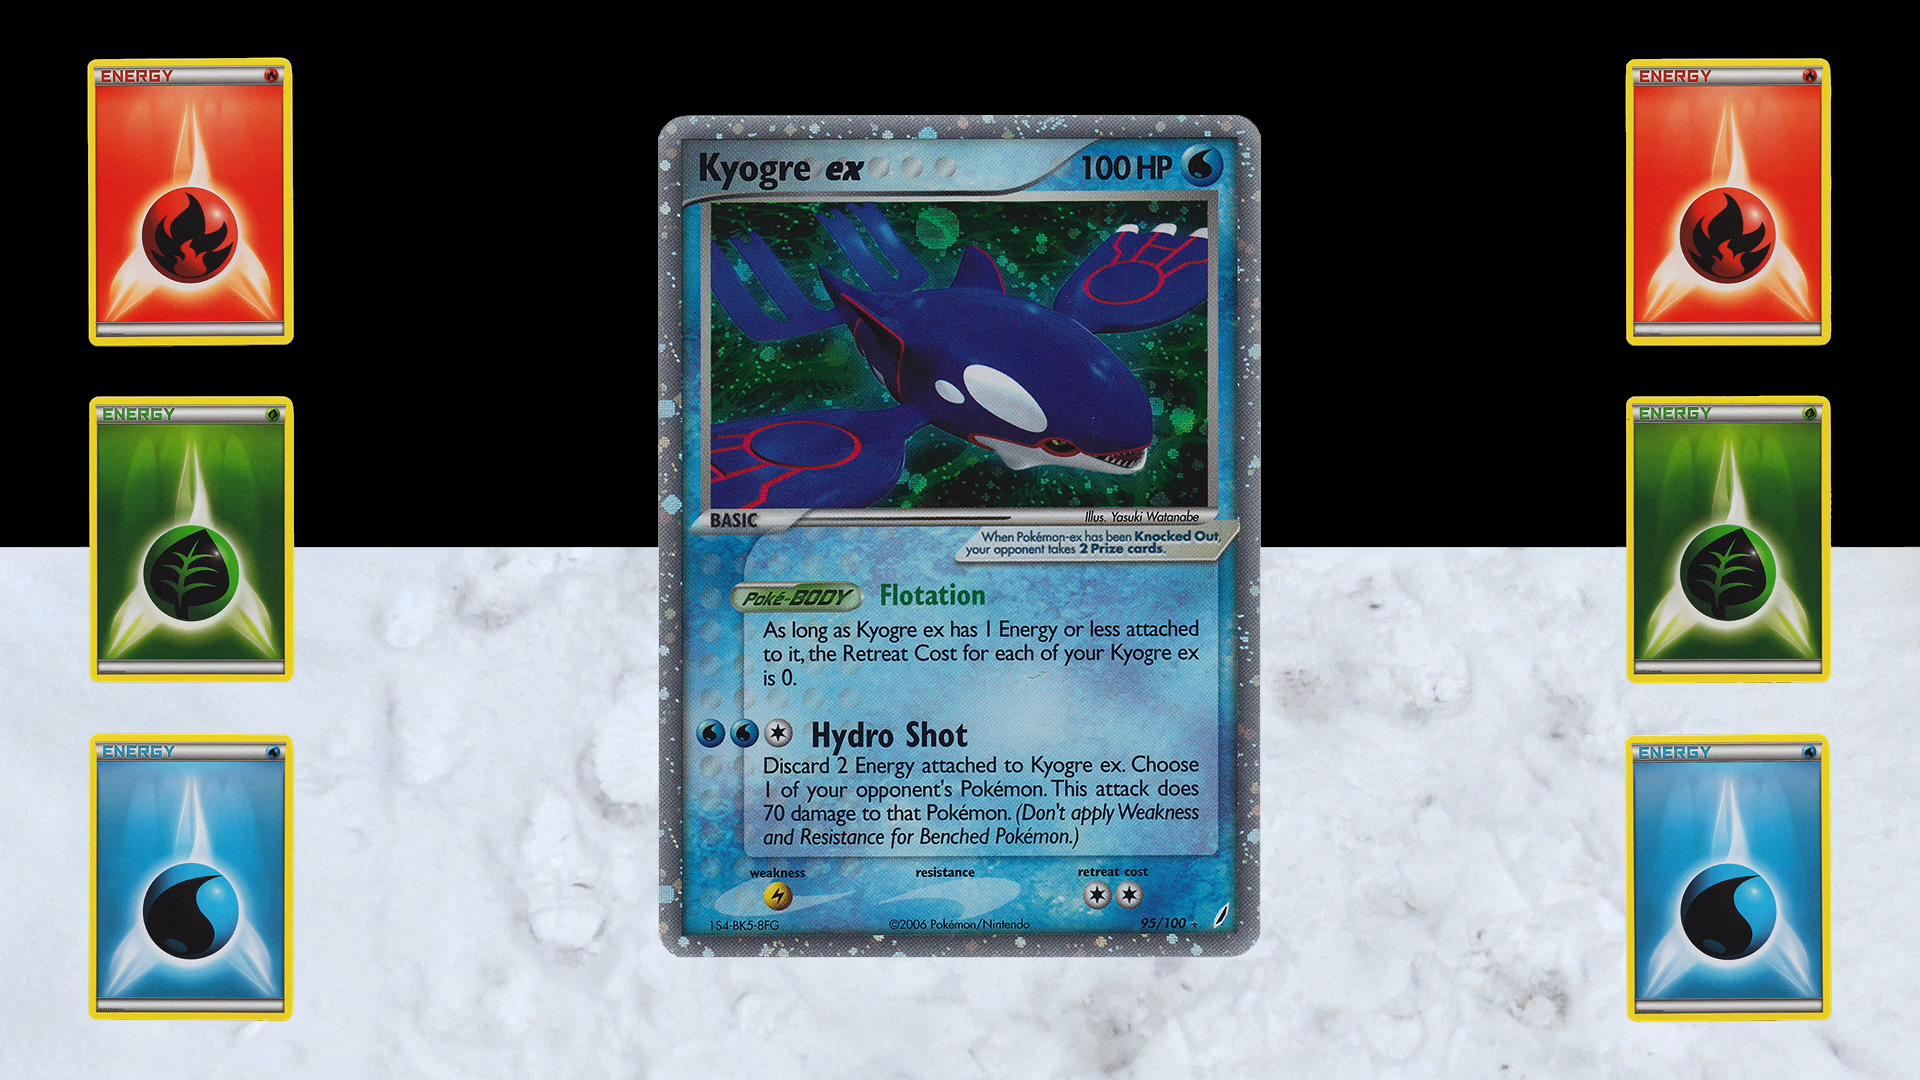 ENERGY
ENERGY
ENERGY
Kyogre ex
100 HP
BASIC
Illus. Yasuki Watanabe
When Pokémon-ex has been Knocked Out,
your opponent takes 2 Prize cards.
Poké-BODY Flotation
As long as Kyogre ex has 1 Energy or less attached
to it, the Retreat Cost for each of your Kyogre ex
is 0.
Hydro Shot
Discard 2 Energy attached to Kyogre ex. Choose
1 of your opponent's Pokémon. This attack does
70 damage to that Pokémon. (Don't apply Weakness
and Resistance for Benched Pokémon.)
weakness resistance retreat cost
1S4-BK5-8FG ©2006 Pokémon/Nintendo 95/100
ENERGY
ENERGY
ENERGY